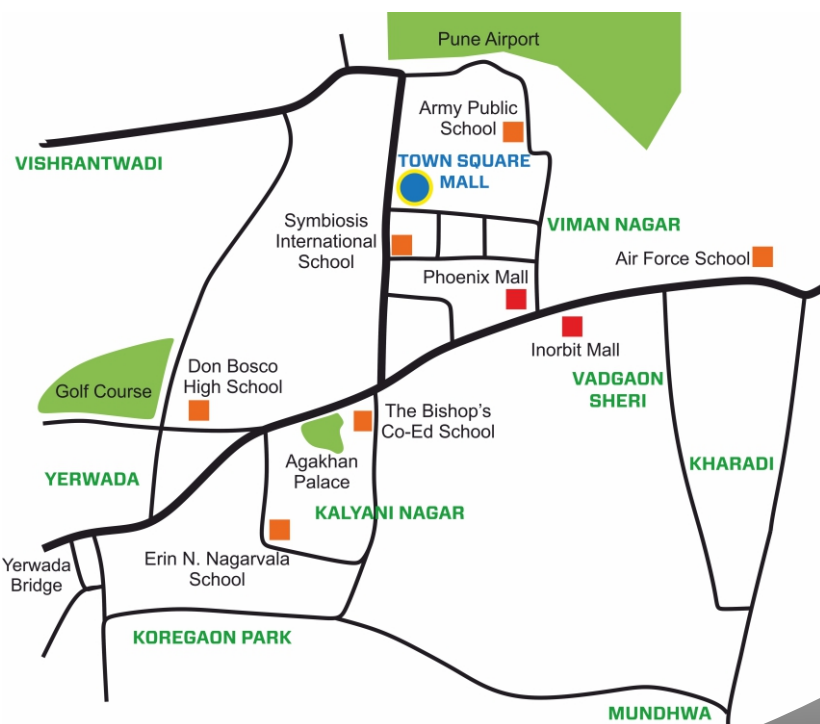 Pune Airport
Army Public
School
VISHRANTWADI
TOWN SQUARE
MALL
Symbiosis
International
School
VIMAN NAGAR
Air Force School
Phoenix Mall
Inorbit Mall
Don Bosco
High School
Golf Course
VADGAON
SHERI
The Bishop's
Co-Ed School
Agakhan
Palace
KHARADI
YERWADA
KALYANI NAGAR
Yerwada
Bridge
Erin N. Nagarvala
School
KOREGAON PARK
MUNDHWA